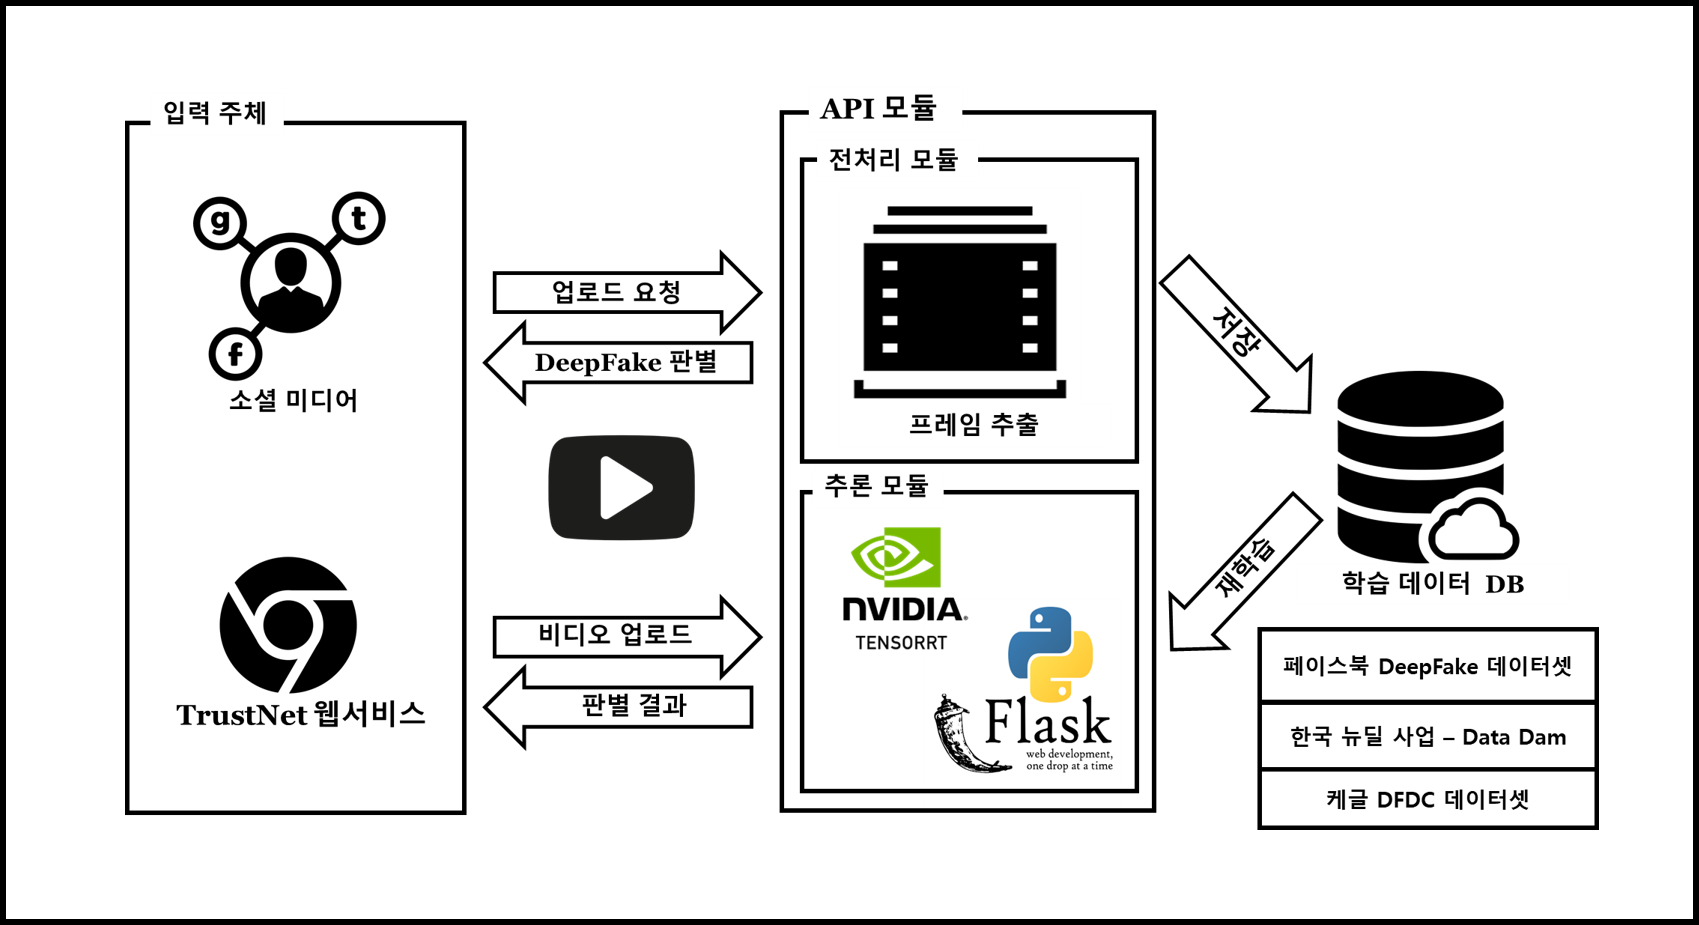 입력 주체
g
t
f
소셜 미디어
TrustNet 웹서비스
업로드 요청
DeepFake 판별
비디오 업로드
판별 결과
API 모듈
전처리 모듈
프레임 추출
추론 모듈
NVIDIA
TENSORRT
Flask
web development,
one drop at a time
저장
재학습
학습 데이터 DB
페이스북 DeepFake 데이터셋
한국 뉴딜 사업 – Data Dam
케글 DFDC 데이터셋